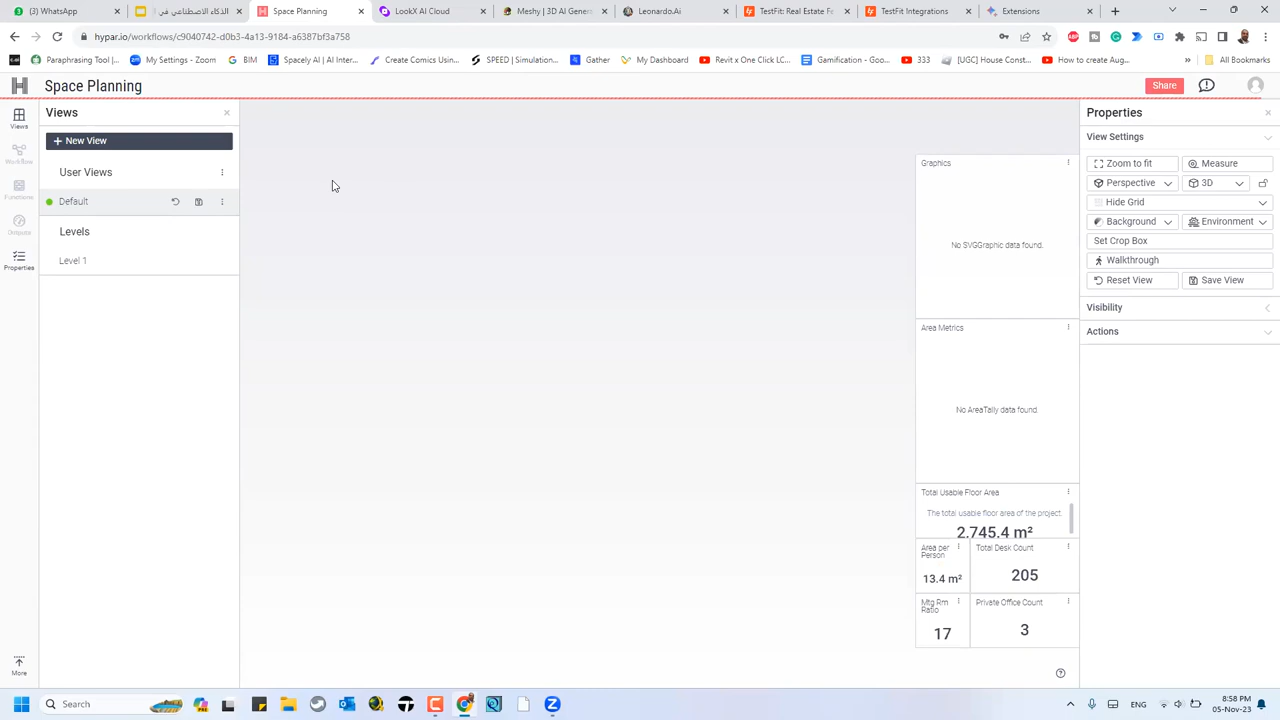 (3) WhatsApp
الذكاء الاصطناعي في
Space Planning
LookX AI Cloud
Meshy | 3D AI Gener
Leonardo.Ai
TestFit: Real Estate Fe
TestFit Integrations
Extensions
hypar.io/workflows/c9040742-d0b3-4a13-9184-a6387bf3a758
Paraphrasing Tool |...
My Settings - Zoom
BIM
Spacely AI | AI Inter...
Create Comics Usin...
SPEED | Simulation...
Gather
My Dashboard
Revit x One Click LC...
Gamification - Goo...
333
[UGC] House Const...
How to create Aug...
»
All Bookmarks
Space Planning
Share
Views
Workflow
Functions
Outputs
Properties
More
Views
+ New View
User Views
Default
Levels
Level 1
Graphics
No SVGGraphic data found.
Area Metrics
No AreaTally data found.
Total Usable Floor Area
The total usable floor area of the project.
2,745.4 m²
Area per
Person
13.4 m²
Total Desk Count
205
Mtg Rm
Ratio
17
Private Office Count
3
Properties
View Settings
Zoom to fit
Measure
Perspective
3D
Hide Grid
Background
Environment
Set Crop Box
Walkthrough
Reset View
Save View
Visibility
Actions
Search
ENG
8:58 PM
05-Nov-23